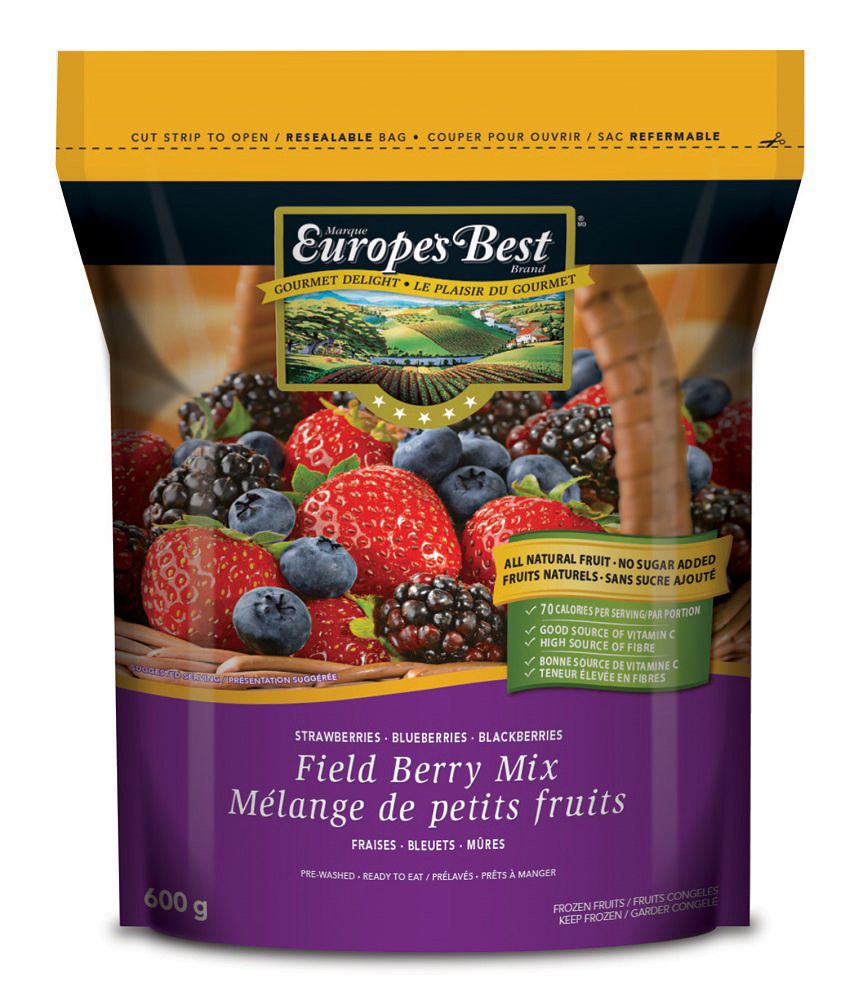 CUT STRIP TO OPEN / RESEALABLE BAG • COUPER POUR OUVRIR / SAC REFERMABLE
Marque
Europe's Best
Brand
® MD
GOURMET DELIGHT • LE PLAISIR DU GOURMET
ALL NATURAL FRUIT · NO SUGAR ADDED
FRUITS NATURELS · SANS SUCRE AJOUTÉ
✓ 70 CALORIES PER SERVING/PAR PORTION
✓ GOOD SOURCE OF VITAMIN C
✓ HIGH SOURCE OF FIBRE
✓ BONNE SOURCE DE VITAMINE C
✓ TENEUR ÉLEVÉE EN FIBRES
SUGGESTED SERVING / PRÉSENTATION SUGGÉRÉE
STRAWBERRIES · BLUEBERRIES · BLACKBERRIES
Field Berry Mix
Mélange de petits fruits
FRAISES · BLEUETS · MÛRES
PRE-WASHED · READY TO EAT / PRÉLAVÉS · PRÊTS À MANGER
600 g
FROZEN FRUITS / FRUITS CONGELÉS
KEEP FROZEN / GARDER CONGELÉ